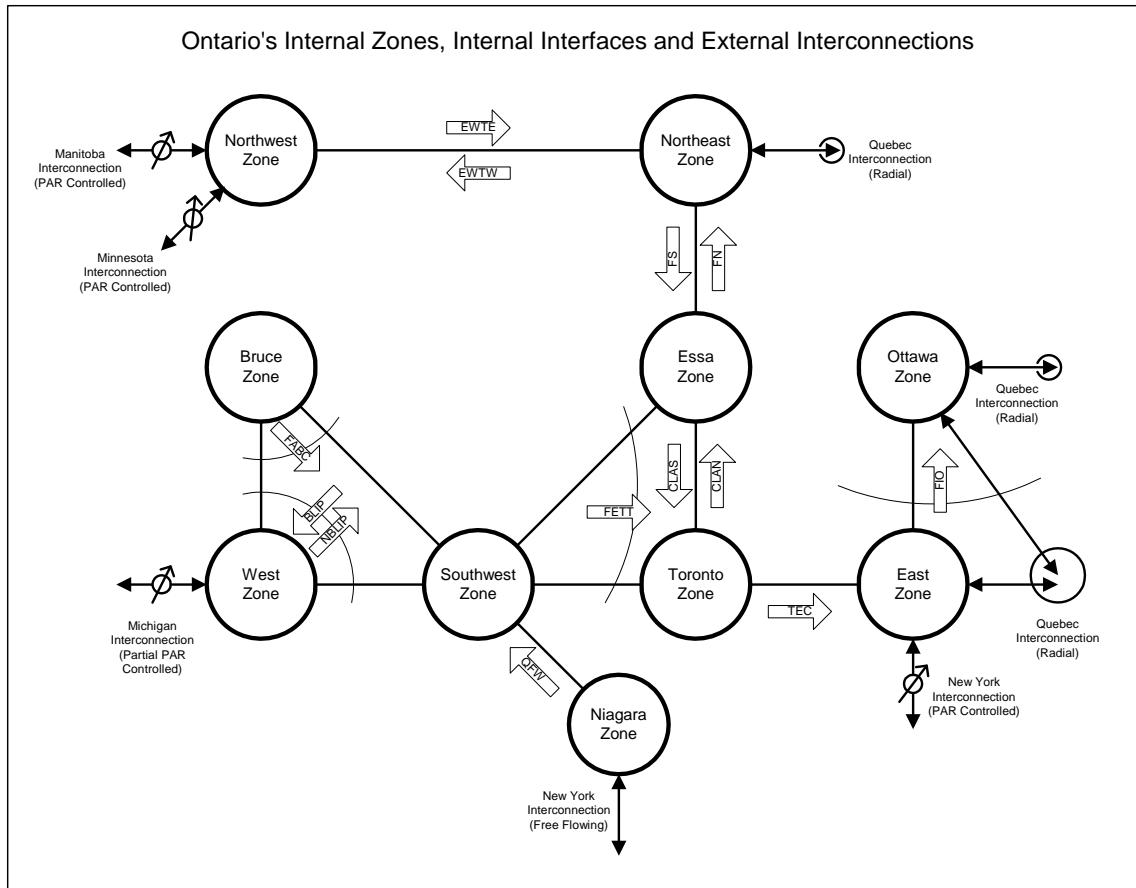 Ontario's Internal Zones, Internal Interfaces and External Interconnections
Northwest
Zone
EWTE
EWTW
Northeast
Zone
Manitoba
Interconnection
(PAR Controlled)
Quebec
Interconnection
(Radial)
Minnesota
Interconnection
(PAR Controlled)
FS
FN
Bruce
Zone
Essa
Zone
Ottawa
Zone
Quebec
Interconnection
(Radial)
FABC
CLAS
CLAN
FIO
BLIP
NBLIP
FETT
West
Zone
Southwest
Zone
Toronto
Zone
East
Zone
TEC
Michigan
Interconnection
(Partial PAR
Controlled)
Quebec
Interconnection
(Radial)
QFW
Niagara
Zone
New York
Interconnection
(PAR Controlled)
New York
Interconnection
(Free Flowing)